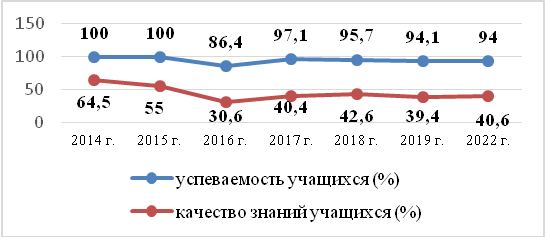 150
100 100 86,4 97,1 95,7 94,1 94
100
50
64,5 55 30,6 40,4 42,6 39,4 40,6
0
2014 г. 2015 г. 2016 г. 2017 г. 2018 г. 2019 г. 2022 г.
успеваемость учащихся (%)
качество знаний учащихся (%)